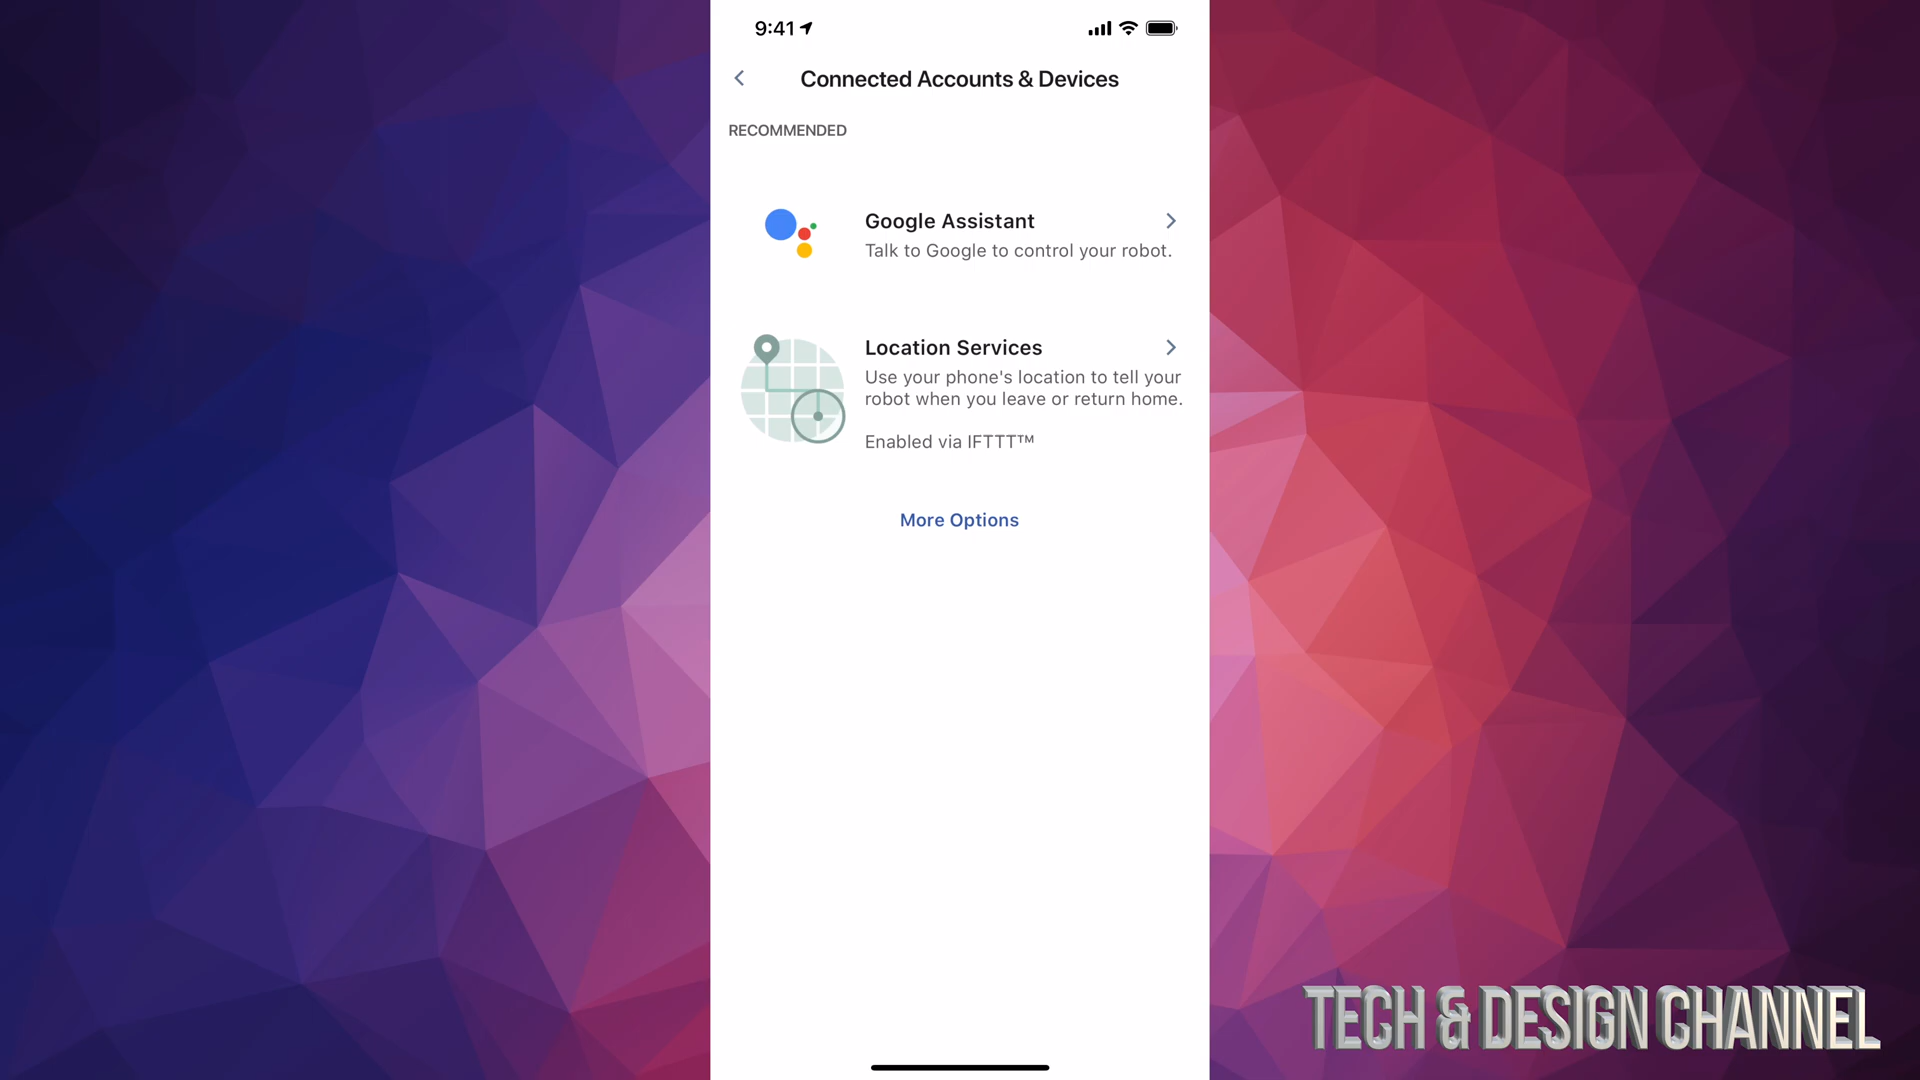 9:41
Connected Accounts & Devices
RECOMMENDED
Google Assistant
Talk to Google to control your robot.
Location Services
Use your phone's location to tell your
robot when you leave or return home.
Enabled via IFTTT™
More Options
TECH & DESIGN CHANNEL